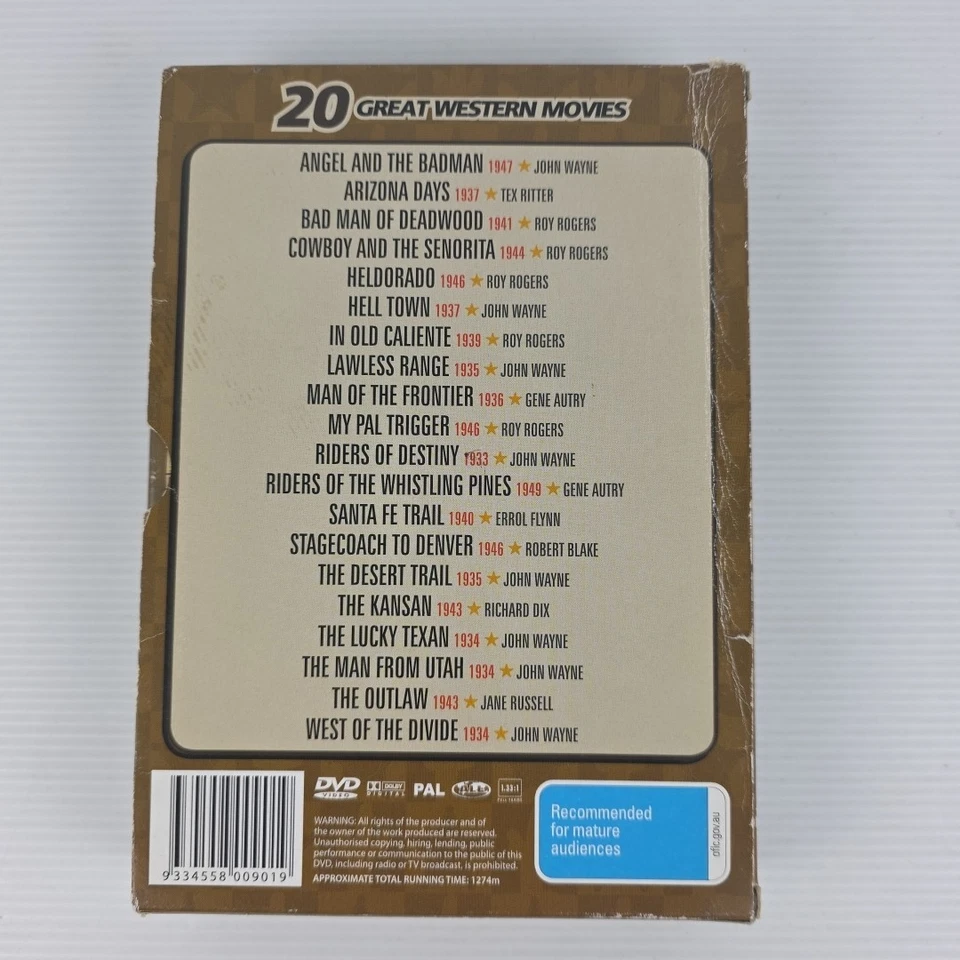 20 GREAT WESTERN MOVIES
ANGEL AND THE BADMAN 1947 ★ JOHN WAYNE
ARIZONA DAYS 1937 ★ TEX RITTER
BAD MAN OF DEADWOOD 1941 ★ ROY ROGERS
COWBOY AND THE SENORITA 1944 ★ ROY ROGERS
HELDORADO 1946 ★ ROY ROGERS
HELL TOWN 1937 ★ JOHN WAYNE
IN OLD CALIENTE 1939 ★ ROY ROGERS
LAWLESS RANGE 1935 ★ JOHN WAYNE
MAN OF THE FRONTIER 1936 ★ GENE AUTRY
MY PAL TRIGGER 1946 ★ ROY ROGERS
RIDERS OF DESTINY 1933 ★ JOHN WAYNE
RIDERS OF THE WHISTLING PINES 1949 ★ GENE AUTRY
SANTA FE TRAIL 1940 ★ ERROL FLYNN
STAGECOACH TO DENVER 1946 ★ ROBERT BLAKE
THE DESERT TRAIL 1935 ★ JOHN WAYNE
THE KANSAN 1943 ★ RICHARD DIX
THE LUCKY TEXAN 1934 ★ JOHN WAYNE
THE MAN FROM UTAH 1934 ★ JOHN WAYNE
THE OUTLAW 1943 ★ JANE RUSSELL
WEST OF THE DIVIDE 1934 ★ JOHN WAYNE
9 334558 009019
DVD VIDEO
DOLBY DIGITAL
PAL
ALL
1.33:1
WARNING: All rights of the producer and of
the owner of the work produced are reserved.
Unauthorised copying, hiring, lending, public
performance or communication to the public of this
DVD, including radio or TV broadcast, is prohibited.
APPROXIMATE TOTAL RUNNING TIME: 1274m
Recommended
for mature
audiences
oflc.gov.au